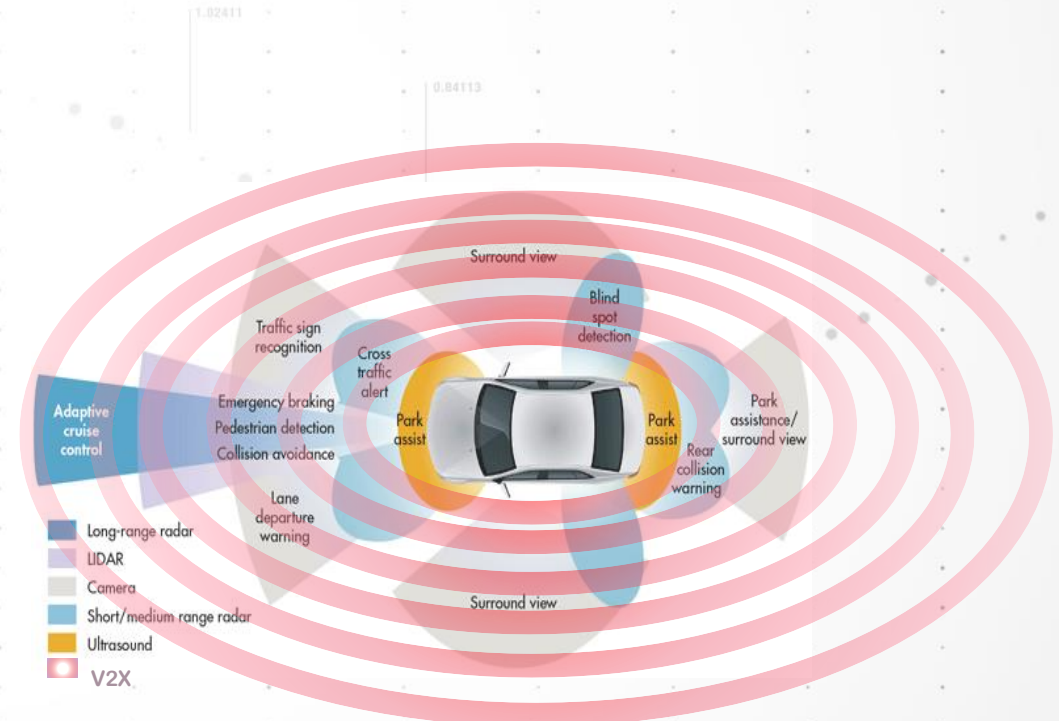 1.02411
0.84113
Surround view
Blind
spot
detection
Traffic sign
recognition
Cross
traffic
alert
Adaptive
cruise
control
Emergency braking
Pedestrian detection
Collision avoidance
Park
assist
Park
assist
Park
assistance/
surround view
Rear
collision
warning
Lane
departure
warning
Surround view
Long-range radar
LIDAR
Camera
Short/medium range radar
Ultrasound
V2X